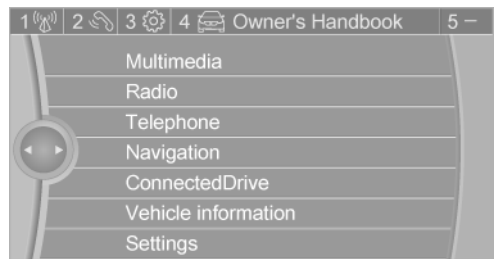 1 2 3 4 Owner's Handbook 5 –
Multimedia
Radio
Telephone
Navigation
ConnectedDrive
Vehicle information
Settings